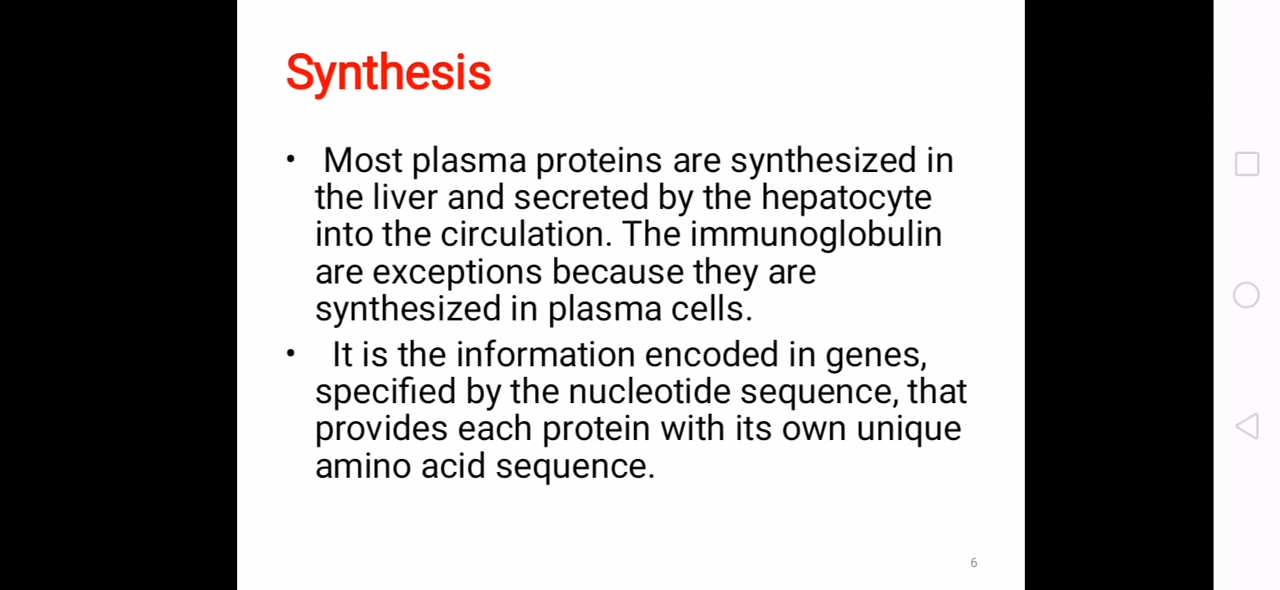 Synthesis
• Most plasma proteins are synthesized in
the liver and secreted by the hepatocyte
into the circulation. The immunoglobulin
are exceptions because they are
synthesized in plasma cells.
• It is the information encoded in genes,
specified by the nucleotide sequence, that
provides each protein with its own unique
amino acid sequence.
6